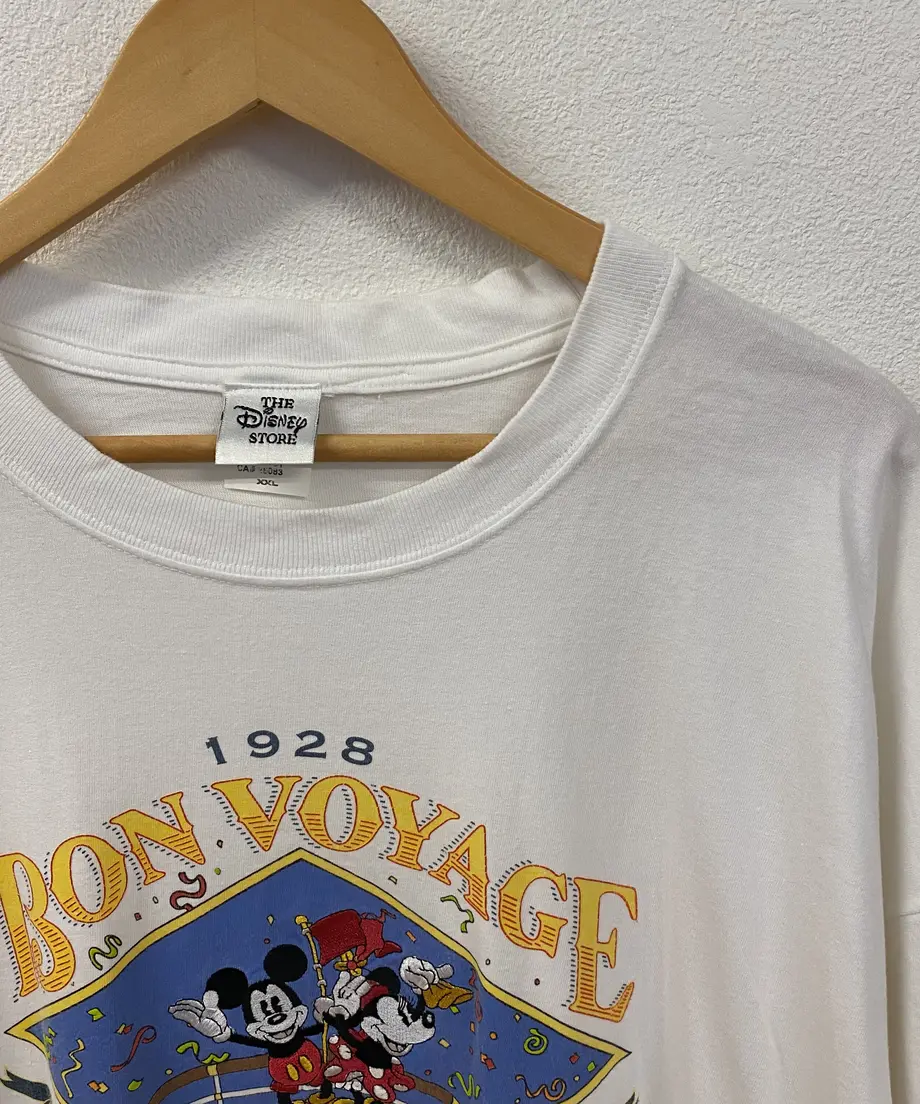 THE
Disney
STORE
XXL
1928
BON VOYAGE